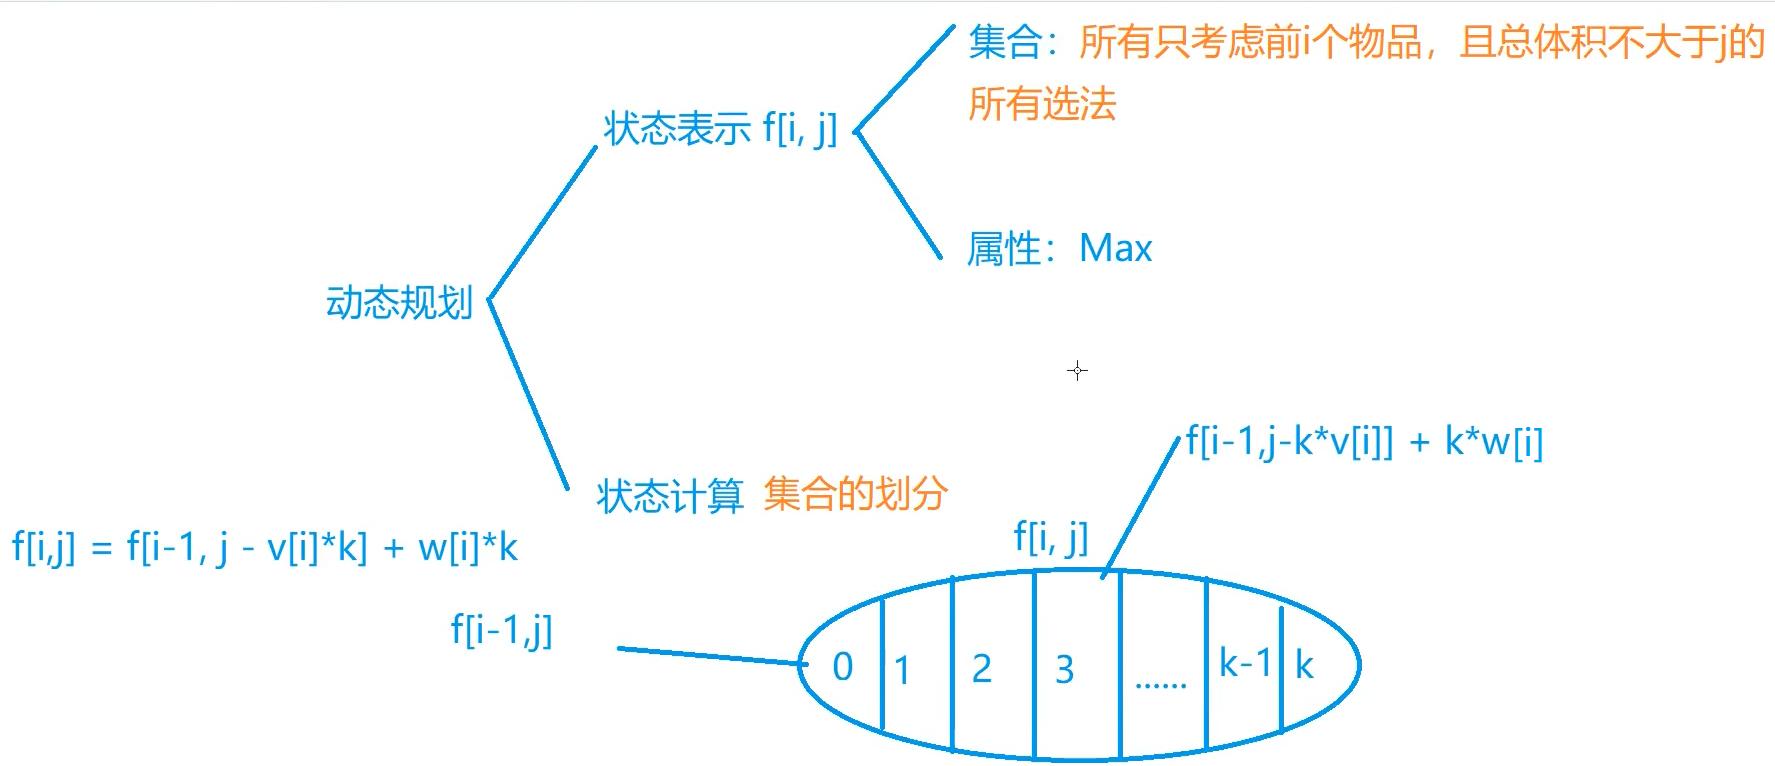 集合：所有只考虑前i个物品，且总体积不大于j的
所有选法
状态表示 f[i, j]
属性：Max
动态规划
f[i-1,j-k*v[i]] + k*w[i]
状态计算 集合的划分
f[i, j]
f[i,j] = f[i-1, j - v[i]*k] + w[i]*k
f[i-1,j]
0 1 2 3 ...... k-1 k